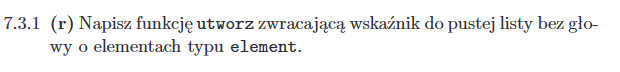 7.3.1 (r) Napisz funkcję utworz zwracającą wskaźnik do pustej listy bez gło-
wy o elementach typu element.